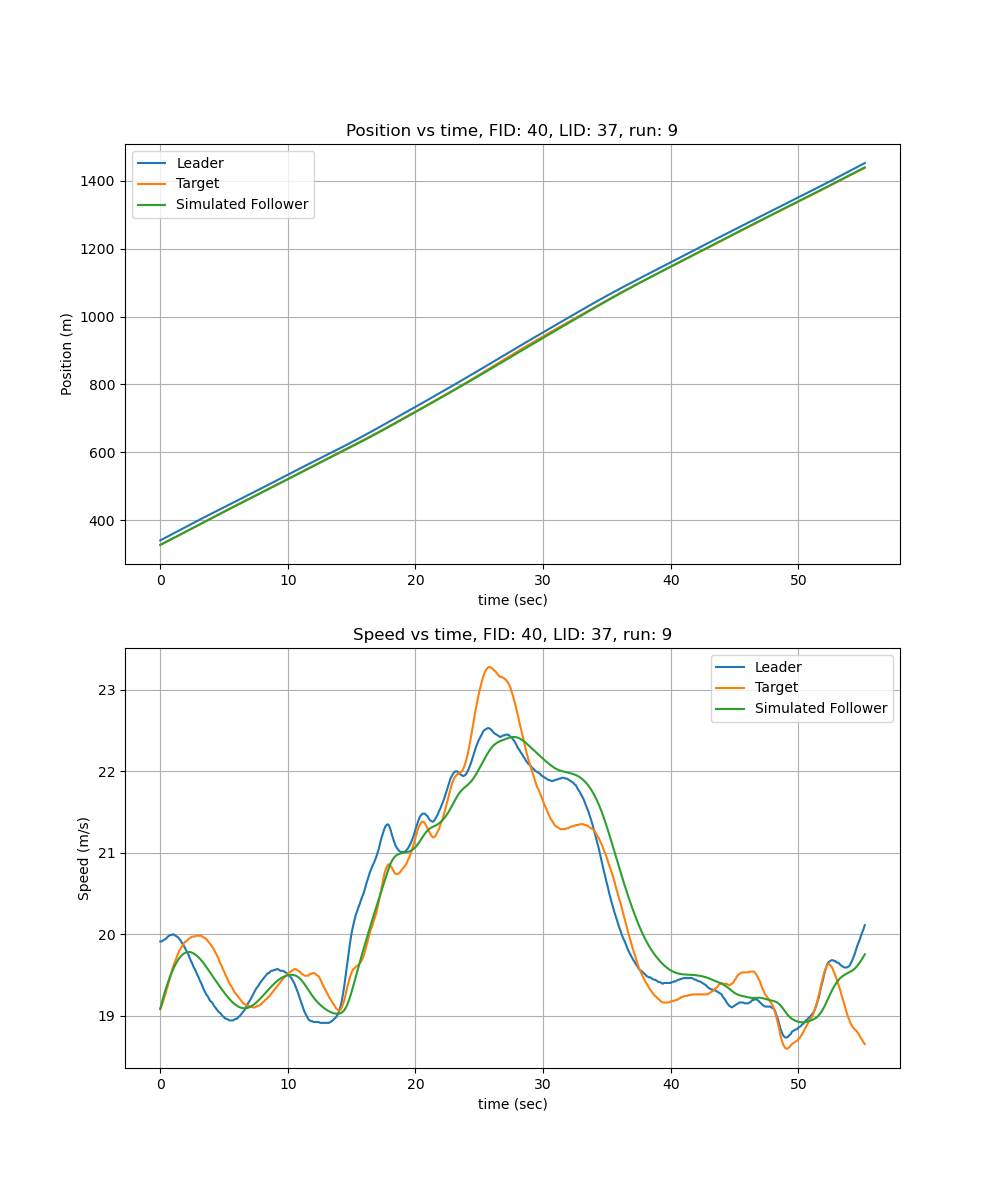 Position vs time, FID: 40, LID: 37, run: 9
Leader
Target
Simulated Follower
1400
1200
1000
800
600
400
Position (m)
0 10 20 30 40 50
time (sec)
Speed vs time, FID: 40, LID: 37, run: 9
Leader
Target
Simulated Follower
23
22
21
20
19
Speed (m/s)
0 10 20 30 40 50
time (sec)